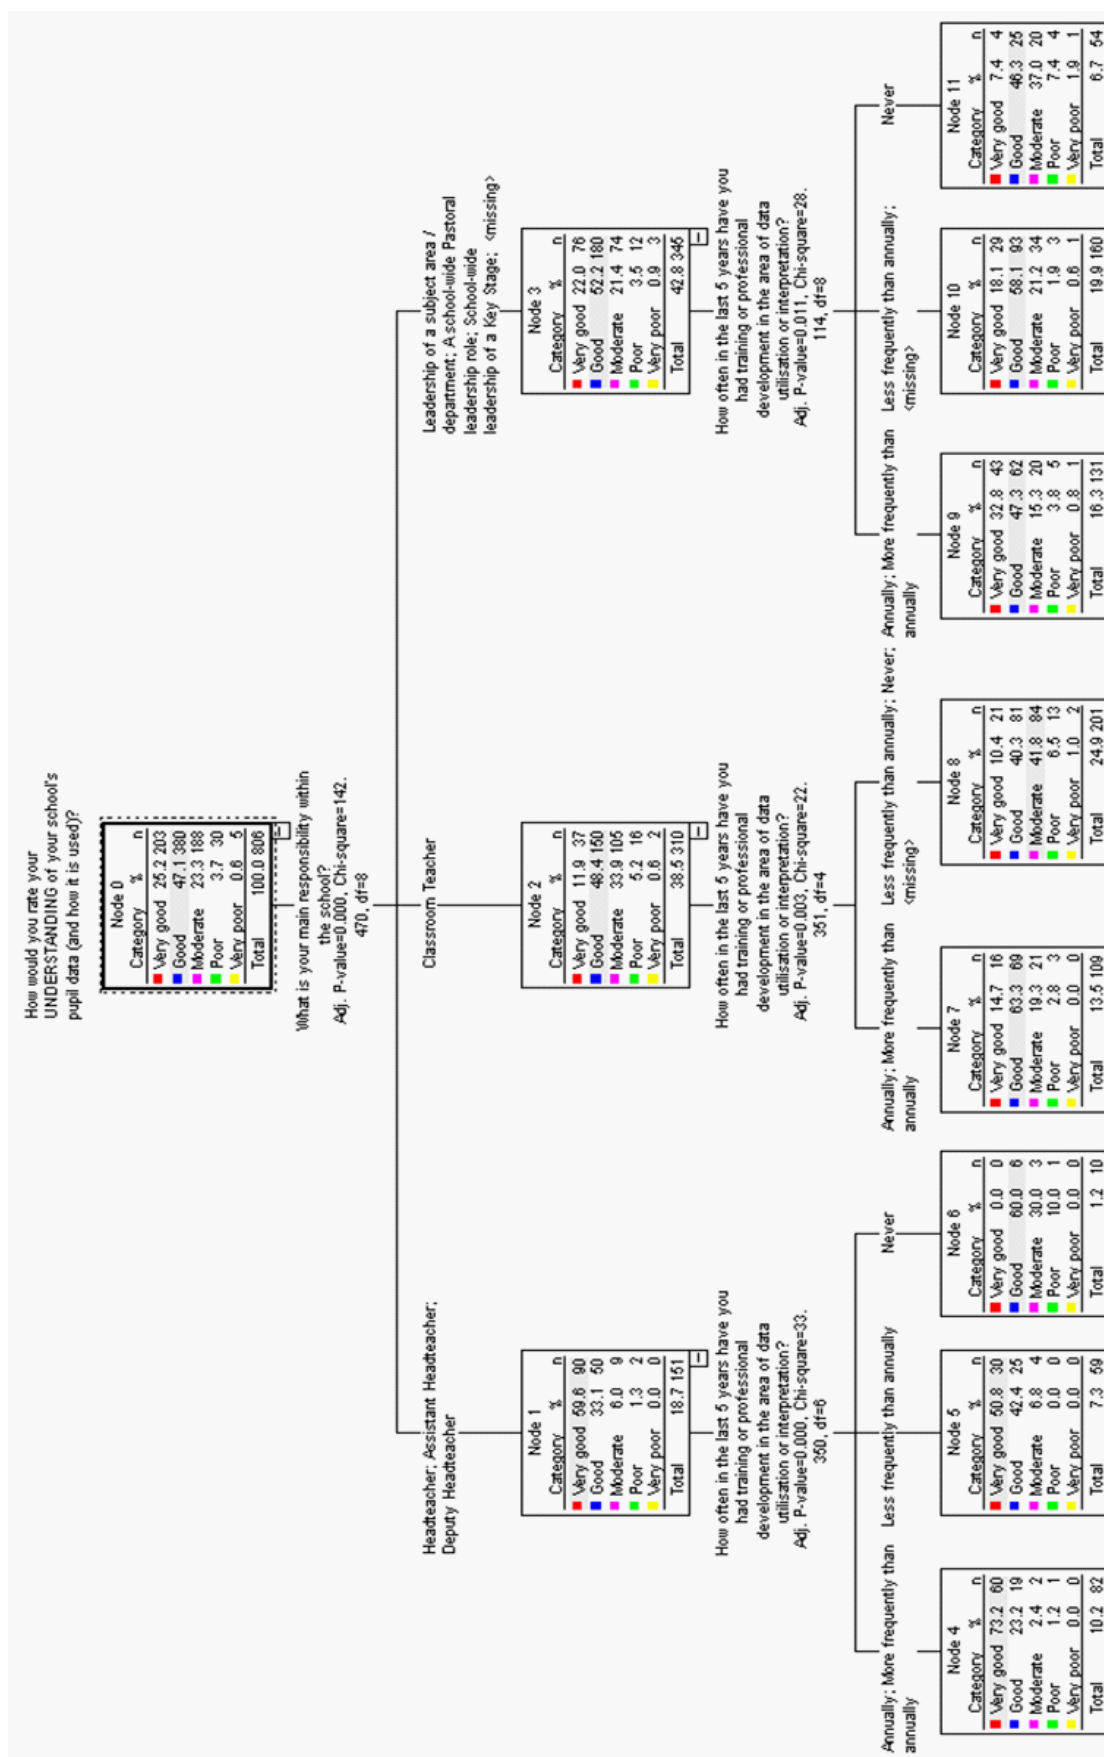 How would you rate your
UNDERSTANDING of your school's
pupil data (and how it is used)?
Node 0
Category % n
Very good 25.2 203
Good 47.1 380
Moderate 23.3 188
Poor 3.7 30
Very poor 0.6 5
Total 100.0 806
What is your main responsibility within
the school?
Adj. P-value=0.000, Chi-square=142.
470, df=8
Headteacher; Assistant Headteacher;
Deputy Headteacher
Node 1
Category % n
Very good 59.6 90
Good 33.1 50
Moderate 6.0 9
Poor 1.3 2
Very poor 0.0 0
Total 18.7 151
How often in the last 5 years have you
had training or professional
development in the area of data
utilisation or interpretation?
Adj. P-value=0.000, Chi-square=33.
350, df=6
Classroom Teacher
Node 2
Category % n
Very good 11.9 37
Good 48.4 150
Moderate 33.9 105
Poor 5.2 16
Very poor 0.6 2
Total 38.5 310
How often in the last 5 years have you
had training or professional
development in the area of data
utilisation or interpretation?
Adj. P-value=0.003, Chi-square=22.
351, df=4
Leadership of a subject area /
department; A school-wide Pastoral
leadership role; School-wide
leadership of a Key Stage; <missing>
Node 3
Category % n
Very good 22.0 76
Good 52.2 180
Moderate 21.4 74
Poor 3.5 12
Very poor 0.9 3
Total 42.8 345
How often in the last 5 years have you
had training or professional
development in the area of data
utilisation or interpretation?
Adj. P-value=0.011, Chi-square=28.
114, df=8
Annually; More frequently than
annually
Node 4
Category % n
Very good 73.2 60
Good 23.2 19
Moderate 2.4 2
Poor 1.2 1
Very poor 0.0 0
Total 10.2 82
Less frequently than annually
Node 5
Category % n
Very good 50.8 30
Good 42.4 25
Moderate 6.8 4
Poor 0.0 0
Very poor 0.0 0
Total 7.3 59
Never
Node 6
Category % n
Very good 0.0 0
Good 60.0 6
Moderate 30.0 3
Poor 10.0 1
Very poor 0.0 0
Total 1.2 10
Annually; More frequently than
annually
Node 7
Category % n
Very good 14.7 16
Good 63.3 69
Moderate 19.3 21
Poor 2.8 3
Very poor 0.0 0
Total 13.5 109
Less frequently than annually; Never;
<missing>
Node 8
Category % n
Very good 10.4 21
Good 40.3 81
Moderate 41.8 84
Poor 6.5 13
Very poor 1.0 2
Total 24.9 201
Annually; More frequently than
annually
Node 9
Category % n
Very good 32.8 43
Good 47.3 62
Moderate 15.3 20
Poor 3.8 5
Very poor 0.8 1
Total 16.3 131
Less frequently than annually;
<missing>
Node 10
Category % n
Very good 18.1 29
Good 58.1 93
Moderate 21.2 34
Poor 1.9 3
Very poor 0.6 1
Total 19.9 160
Never
Node 11
Category % n
Very good 7.4 4
Good 46.3 25
Moderate 37.0 20
Poor 7.4 4
Very poor 1.9 1
Total 6.7 54